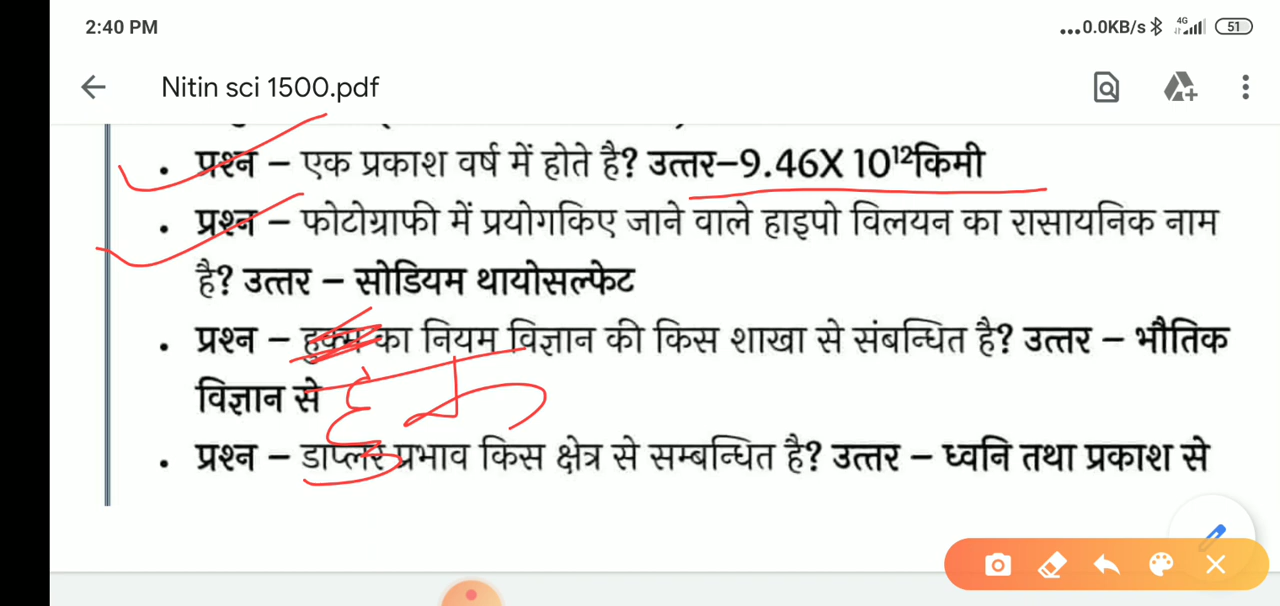 2:40 PM
...0.0KB/s 4G 51
Nitin sci 1500.pdf
• प्रश्न – एक प्रकाश वर्ष में होते है? उत्तर–9.46X 10¹²किमी
• प्रश्न – फोटोग्राफी में प्रयोगकिए जाने वाले हाइपो विलयन का रासायनिक नाम
है? उत्तर – सोडियम थायोसल्फेट
• प्रश्न – हुक्म का नियम विज्ञान की किस शाखा से संबन्धित है? उत्तर – भौतिक
विज्ञान से
• प्रश्न – डाप्लर प्रभाव किस क्षेत्र से सम्बन्धित है? उत्तर – ध्वनि तथा प्रकाश से